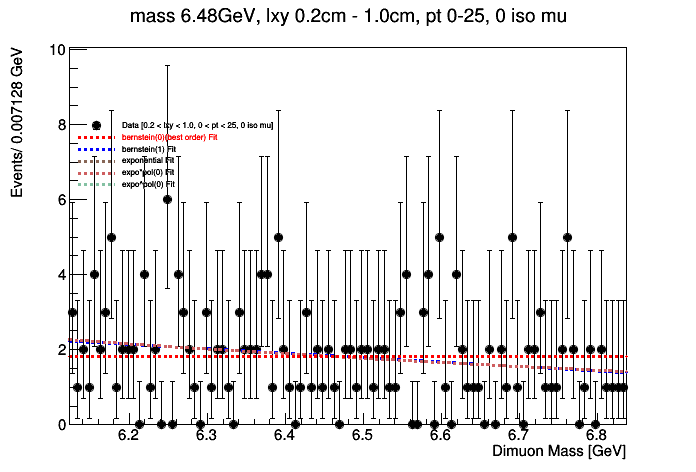 mass 6.48GeV, lxy 0.2cm - 1.0cm, pt 0-25, 0 iso mu
Events/ 0.007128 GeV
10
8
6
4
2
0
Data [0.2 < lxy < 1.0, 0 < pt < 25, 0 iso mu]
bernstein(0)(best order) Fit
bernstein(1) Fit
exponential Fit
expo*pol(0) Fit
expo*pol(0) Fit
6.2 6.3 6.4 6.5 6.6 6.7 6.8
Dimuon Mass [GeV]